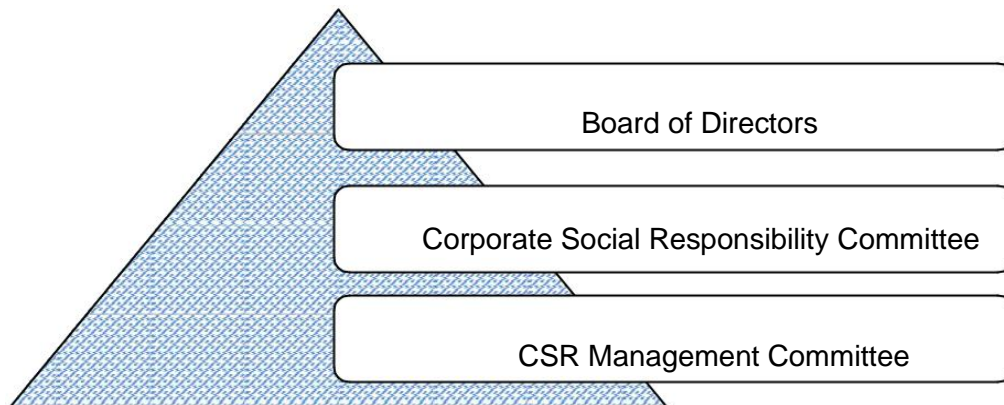 Board of Directors
Corporate Social Responsibility Committee
CSR Management Committee